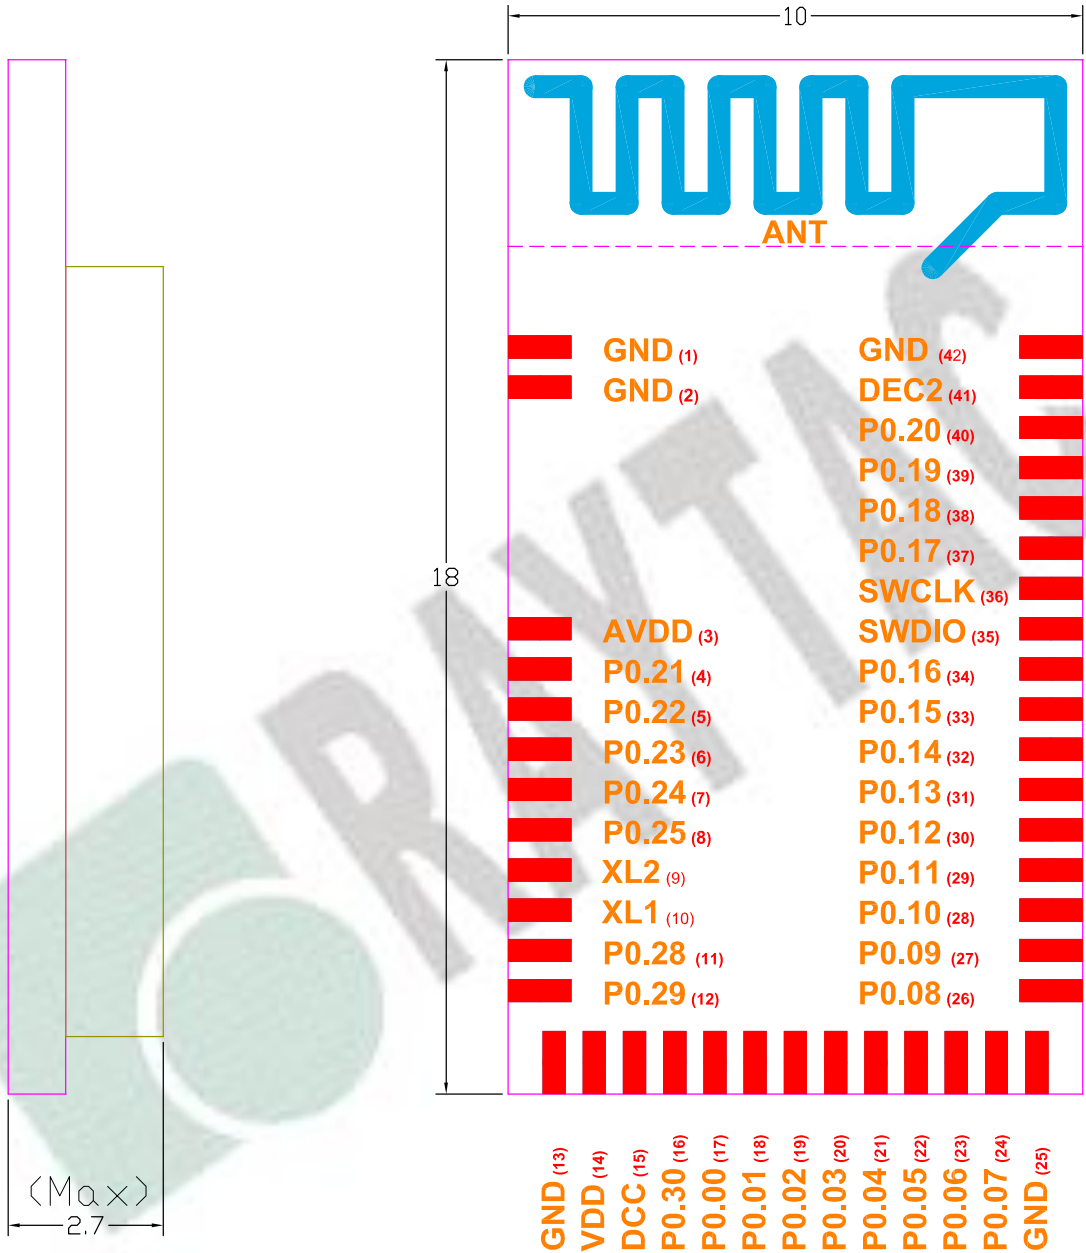 10
ANT
GND (1)
GND (2)
GND (42)
DEC2 (41)
P0.20 (40)
P0.19 (39)
P0.18 (38)
P0.17 (37)
SWCLK (36)
18
AVDD (3)
P0.21 (4)
P0.22 (5)
P0.23 (6)
P0.24 (7)
P0.25 (8)
XL2 (9)
XL1 (10)
P0.28 (11)
P0.29 (12)
SWDIO (35)
P0.16 (34)
P0.15 (33)
P0.14 (32)
P0.13 (31)
P0.12 (30)
P0.11 (29)
P0.10 (28)
P0.09 (27)
P0.08 (26)
GND (13)
VDD (14)
DCC (15)
P0.30 (16)
P0.00 (17)
P0.01 (18)
P0.02 (19)
P0.03 (20)
P0.04 (21)
P0.05 (22)
P0.06 (23)
P0.07 (24)
GND (25)
(Max)
2.7
RAYTAC